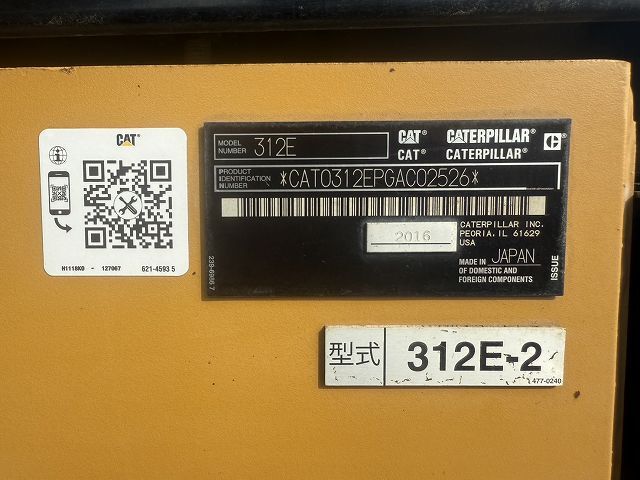 CAT®
H1118K0 - 127067
621-4593 5
MODEL NUMBER 312E
CAT® CATERPILLAR®
CAT® CATERPILLAR®
PRODUCT IDENTIFICATION NUMBER *CAT0312EPGAC02526*
2016
CATERPILLAR INC.
PEORIA, IL 61629
USA
MADE IN JAPAN
OF DOMESTIC AND
FOREIGN COMPONENTS
ISSUE
型式 312E-2
477-0240